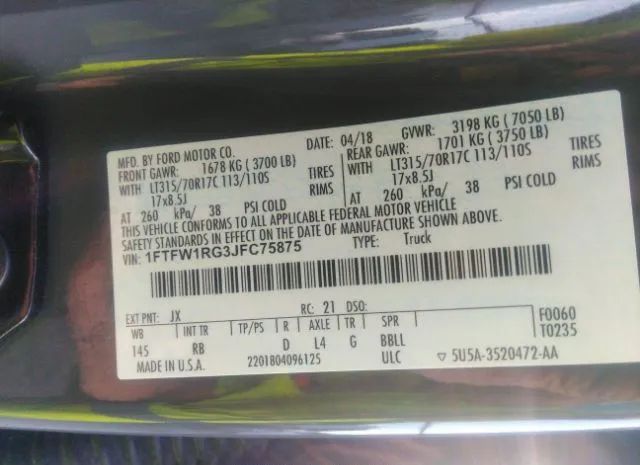 MFD. BY FORD MOTOR CO.
DATE: 04/18 GVWR: 3198 KG ( 7050 LB)
FRONT GAWR: 1678 KG ( 3700 LB)
REAR GAWR: 1701 KG ( 3750 LB)
WITH LT315/70R17C 113/110S TIRES
WITH LT315/70R17C 113/110S TIRES
17x8.5J RIMS
17x8.5J RIMS
AT 260 kPa/ 38 PSI COLD
AT 260 kPa/ 38 PSI COLD
THIS VEHICLE CONFORMS TO ALL APPLICABLE FEDERAL MOTOR VEHICLE
SAFETY STANDARDS IN EFFECT ON THE DATE OF MANUFACTURE SHOWN ABOVE.
VIN: 1FTFW1RG3JFC75875 TYPE: Truck
EXT PNT: JX RC: 21 DSO:
WB INT TR TP/PS R AXLE TR SPR F0060
145 RB D L4 G BBLL T0235
MADE IN U.S.A. 2201804096125 ULC ▽ 5U5A-3520472-AA